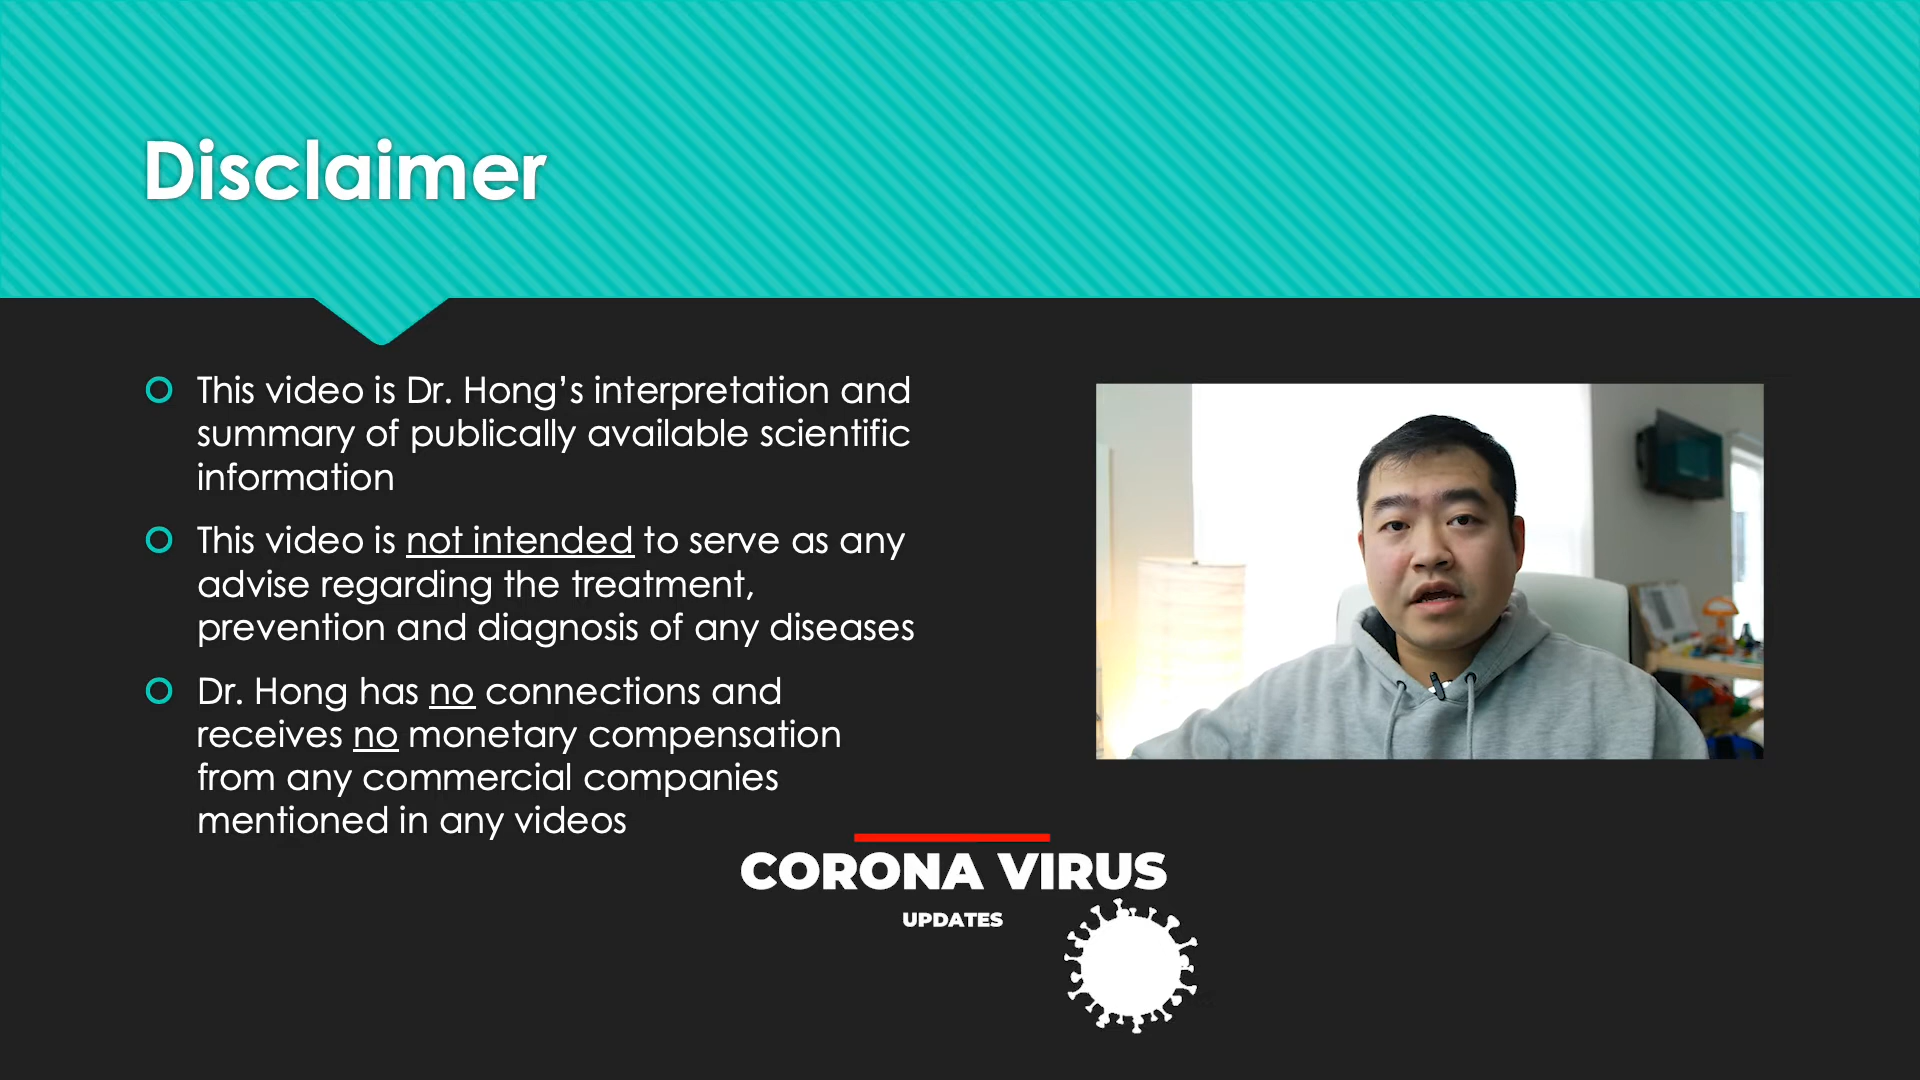 Disclaimer
This video is Dr. Hong’s interpretation and
summary of publically available scientific
information
This video is not intended to serve as any
advise regarding the treatment,
prevention and diagnosis of any diseases
Dr. Hong has no connections and
receives no monetary compensation
from any commercial companies
mentioned in any videos
CORONA VIRUS
UPDATES